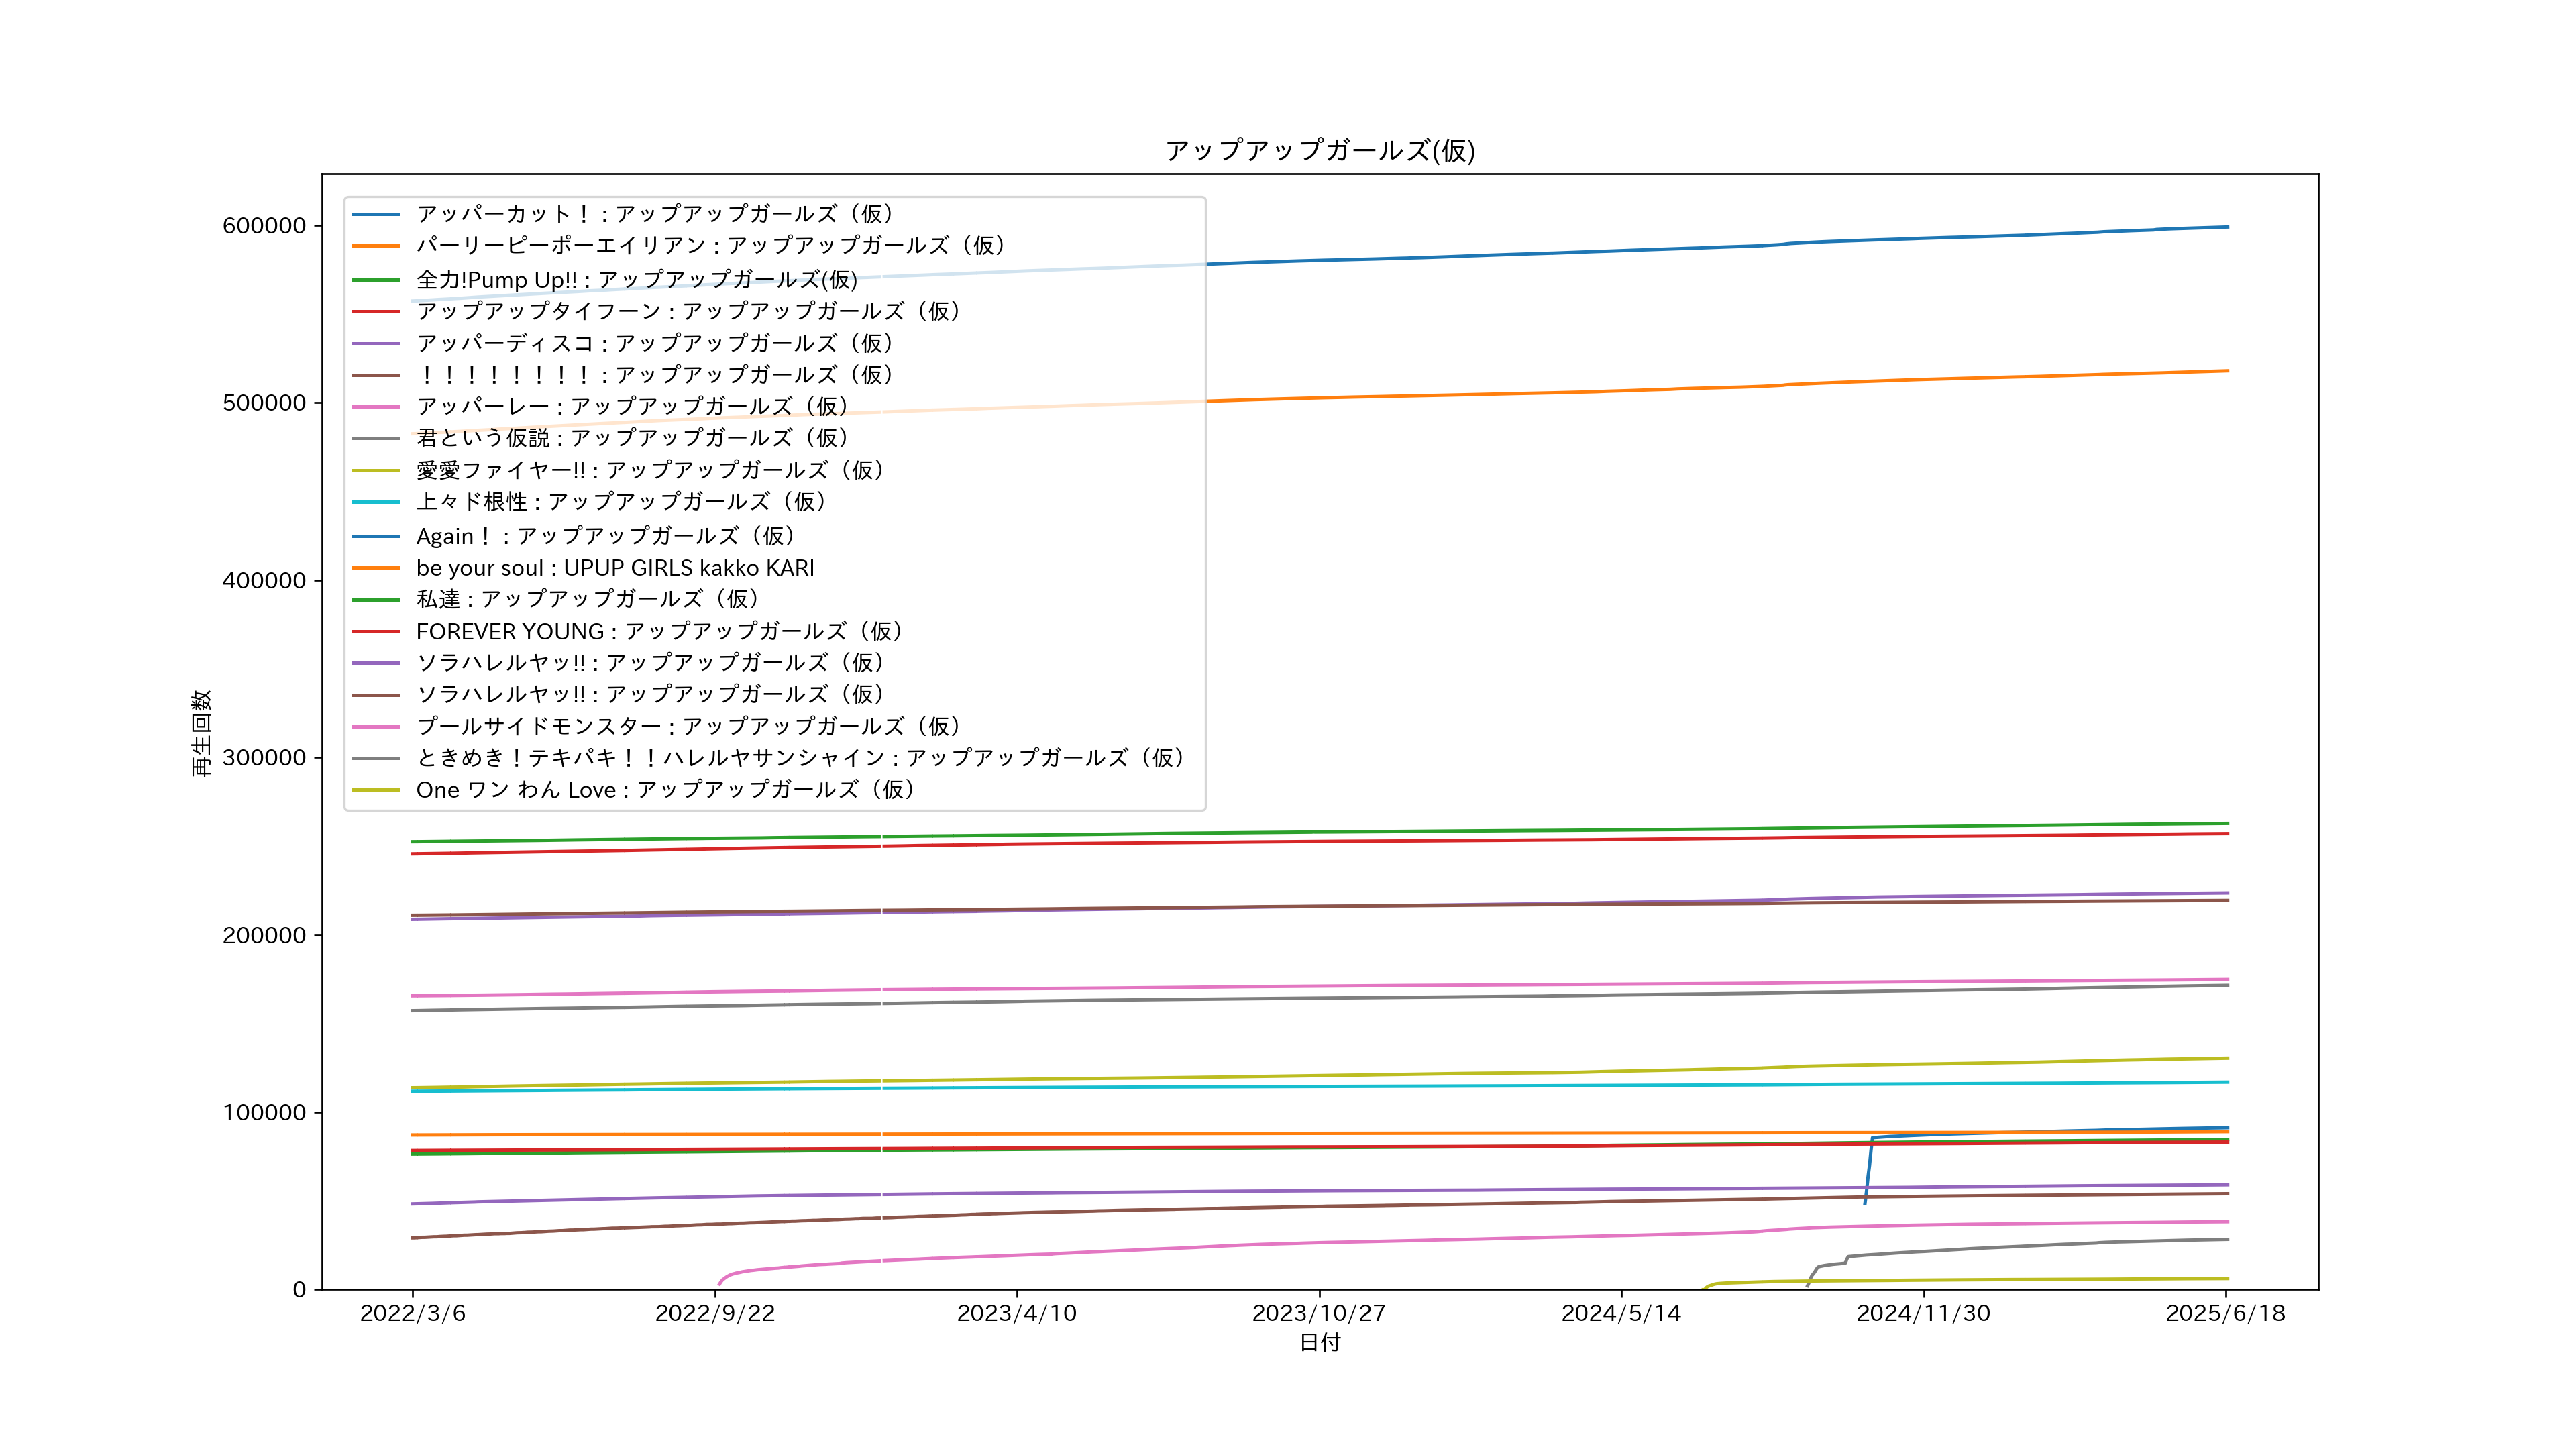 アップアップガールズ(仮)
アッパーカット！ : アップアップガールズ（仮）
パーリーピーポーエイリアン : アップアップガールズ（仮）
全力!Pump Up!! : アップアップガールズ(仮)
アップアップタイフーン : アップアップガールズ（仮）
アッパーディスコ : アップアップガールズ（仮）
！！！！！！！！ : アップアップガールズ（仮）
アッパーレー : アップアップガールズ（仮）
君という仮説 : アップアップガールズ（仮）
愛愛ファイヤー!! : アップアップガールズ（仮）
上々ド根性 : アップアップガールズ（仮）
Again！ : アップアップガールズ（仮）
be your soul : UPUP GIRLS kakko KARI
私達 : アップアップガールズ（仮）
FOREVER YOUNG : アップアップガールズ（仮）
ソラハレルヤッ!! : アップアップガールズ（仮）
ソラハレルヤッ!! : アップアップガールズ（仮）
プールサイドモンスター : アップアップガールズ（仮）
ときめき！テキパキ！！ハレルヤサンシャイン : アップアップガールズ（仮）
One ワン わん Love : アップアップガールズ（仮）
600000
500000
400000
300000
200000
100000
0
再生回数
2022/3/6
2022/9/22
2023/4/10
2023/10/27
2024/5/14
2024/11/30
2025/6/18
日付